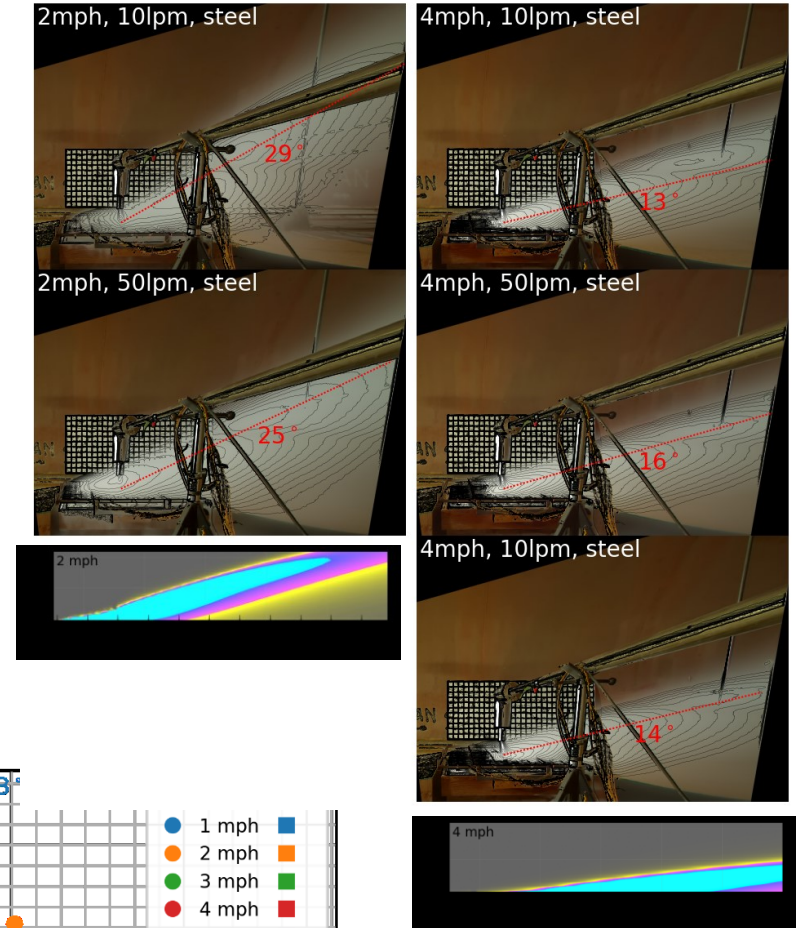 2mph, 10lpm, steel
29°
4mph, 10lpm, steel
13°
2mph, 50lpm, steel
25°
4mph, 50lpm, steel
16°
2 mph
4mph, 10lpm, steel
14°
1 mph
2 mph
3 mph
4 mph
4 mph